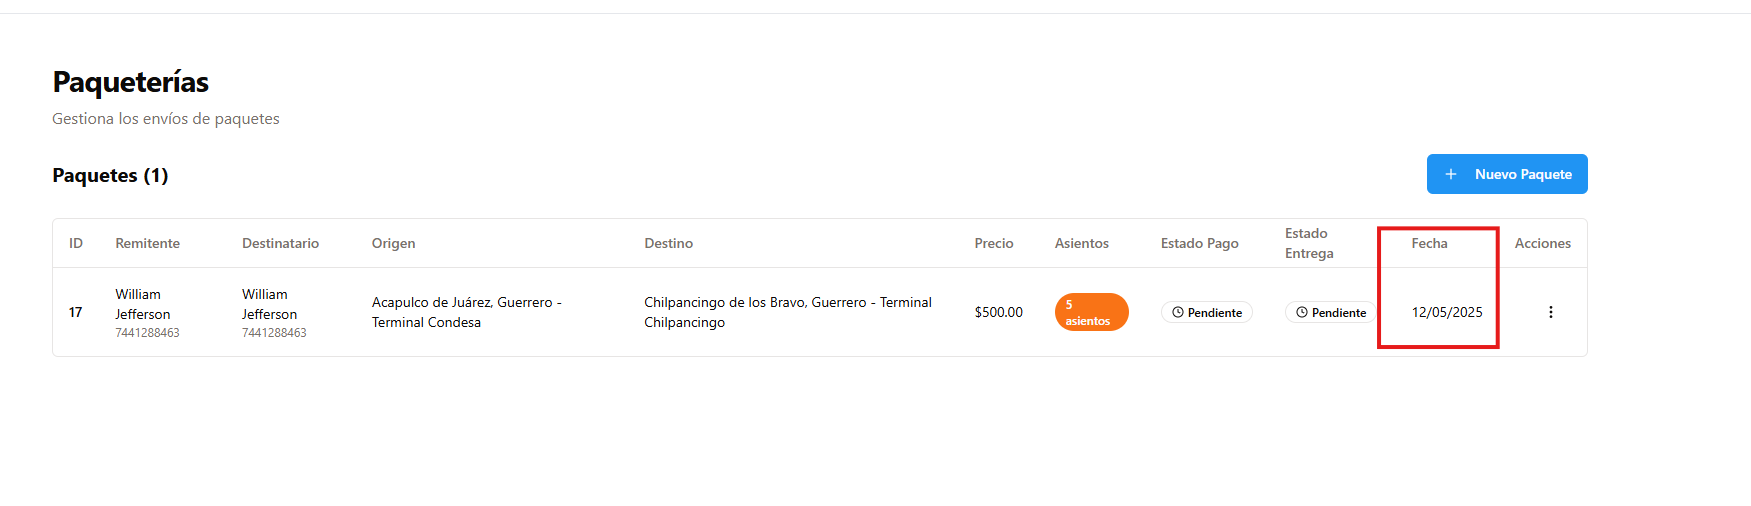 Paqueterías
Gestiona los envíos de paquetes
Paquetes (1)
Nuevo Paquete
ID Remitente Destinatario Origen Destino Precio Asientos Estado Pago Estado Entrega Fecha Acciones
17
William
Jefferson
7441288463
William
Jefferson
7441288463
Acapulco de Juárez, Guerrero -
Terminal Condesa
Chilpancingo de los Bravo, Guerrero - Terminal
Chilpancingo
$500.00
5
asientos
Pendiente
Pendiente
12/05/2025